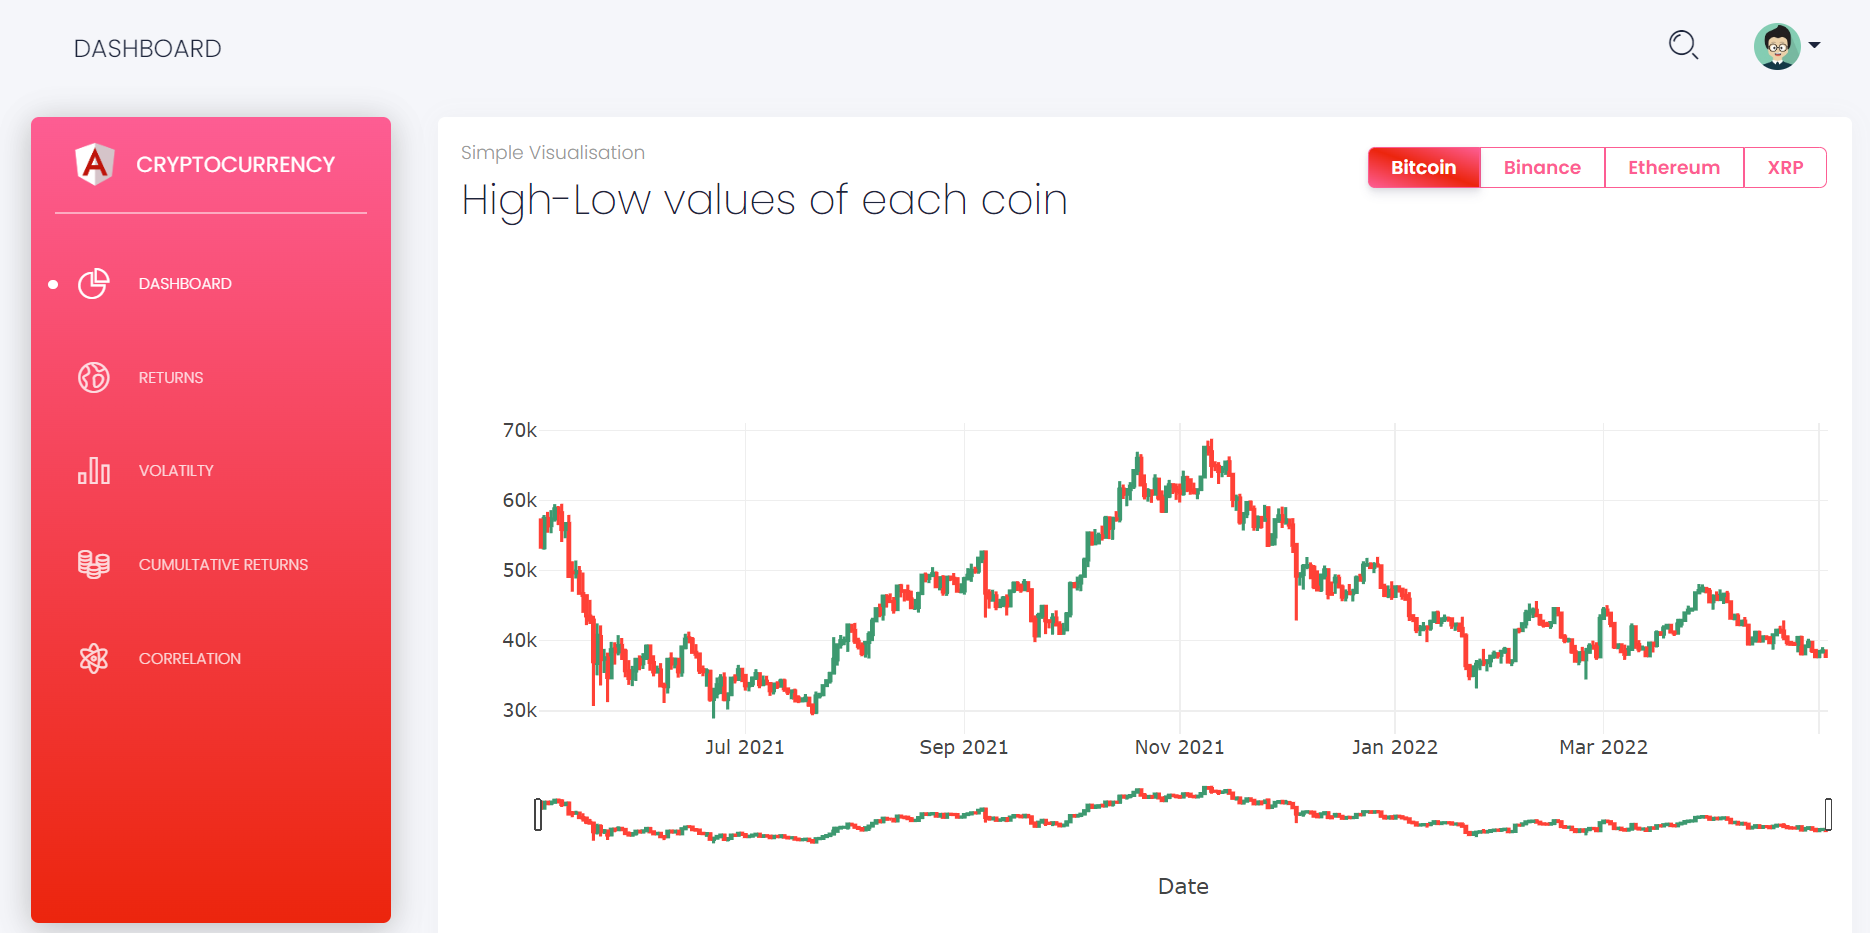 DASHBOARD
CRYPTOCURRENCY
DASHBOARD
RETURNS
VOLATILTY
CUMULTATIVE RETURNS
CORRELATION
Simple Visualisation
High-Low values of each coin
Bitcoin Binance Ethereum XRP
70k
60k
50k
40k
30k
Jul 2021 Sep 2021 Nov 2021 Jan 2022 Mar 2022
Date